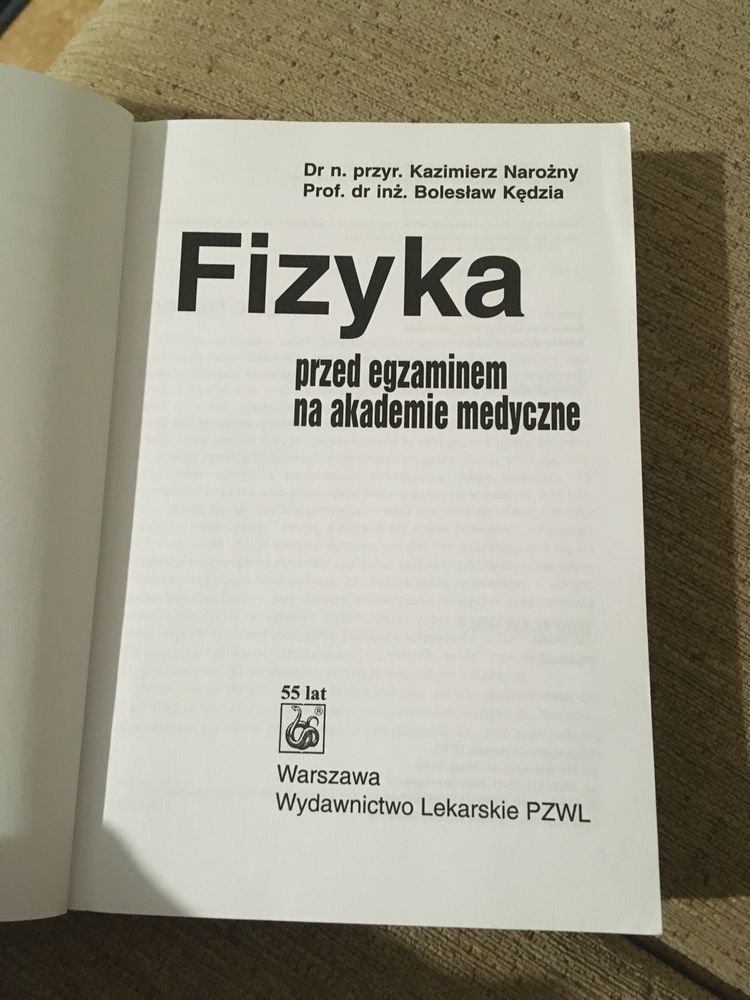 Dr n. przyr. Kazimierz Narożny
Prof. dr inż. Bolesław Kędzia
Fizyka
przed egzaminem
na akademie medyczne
55 lat
®
Warszawa
Wydawnictwo Lekarskie PZWL